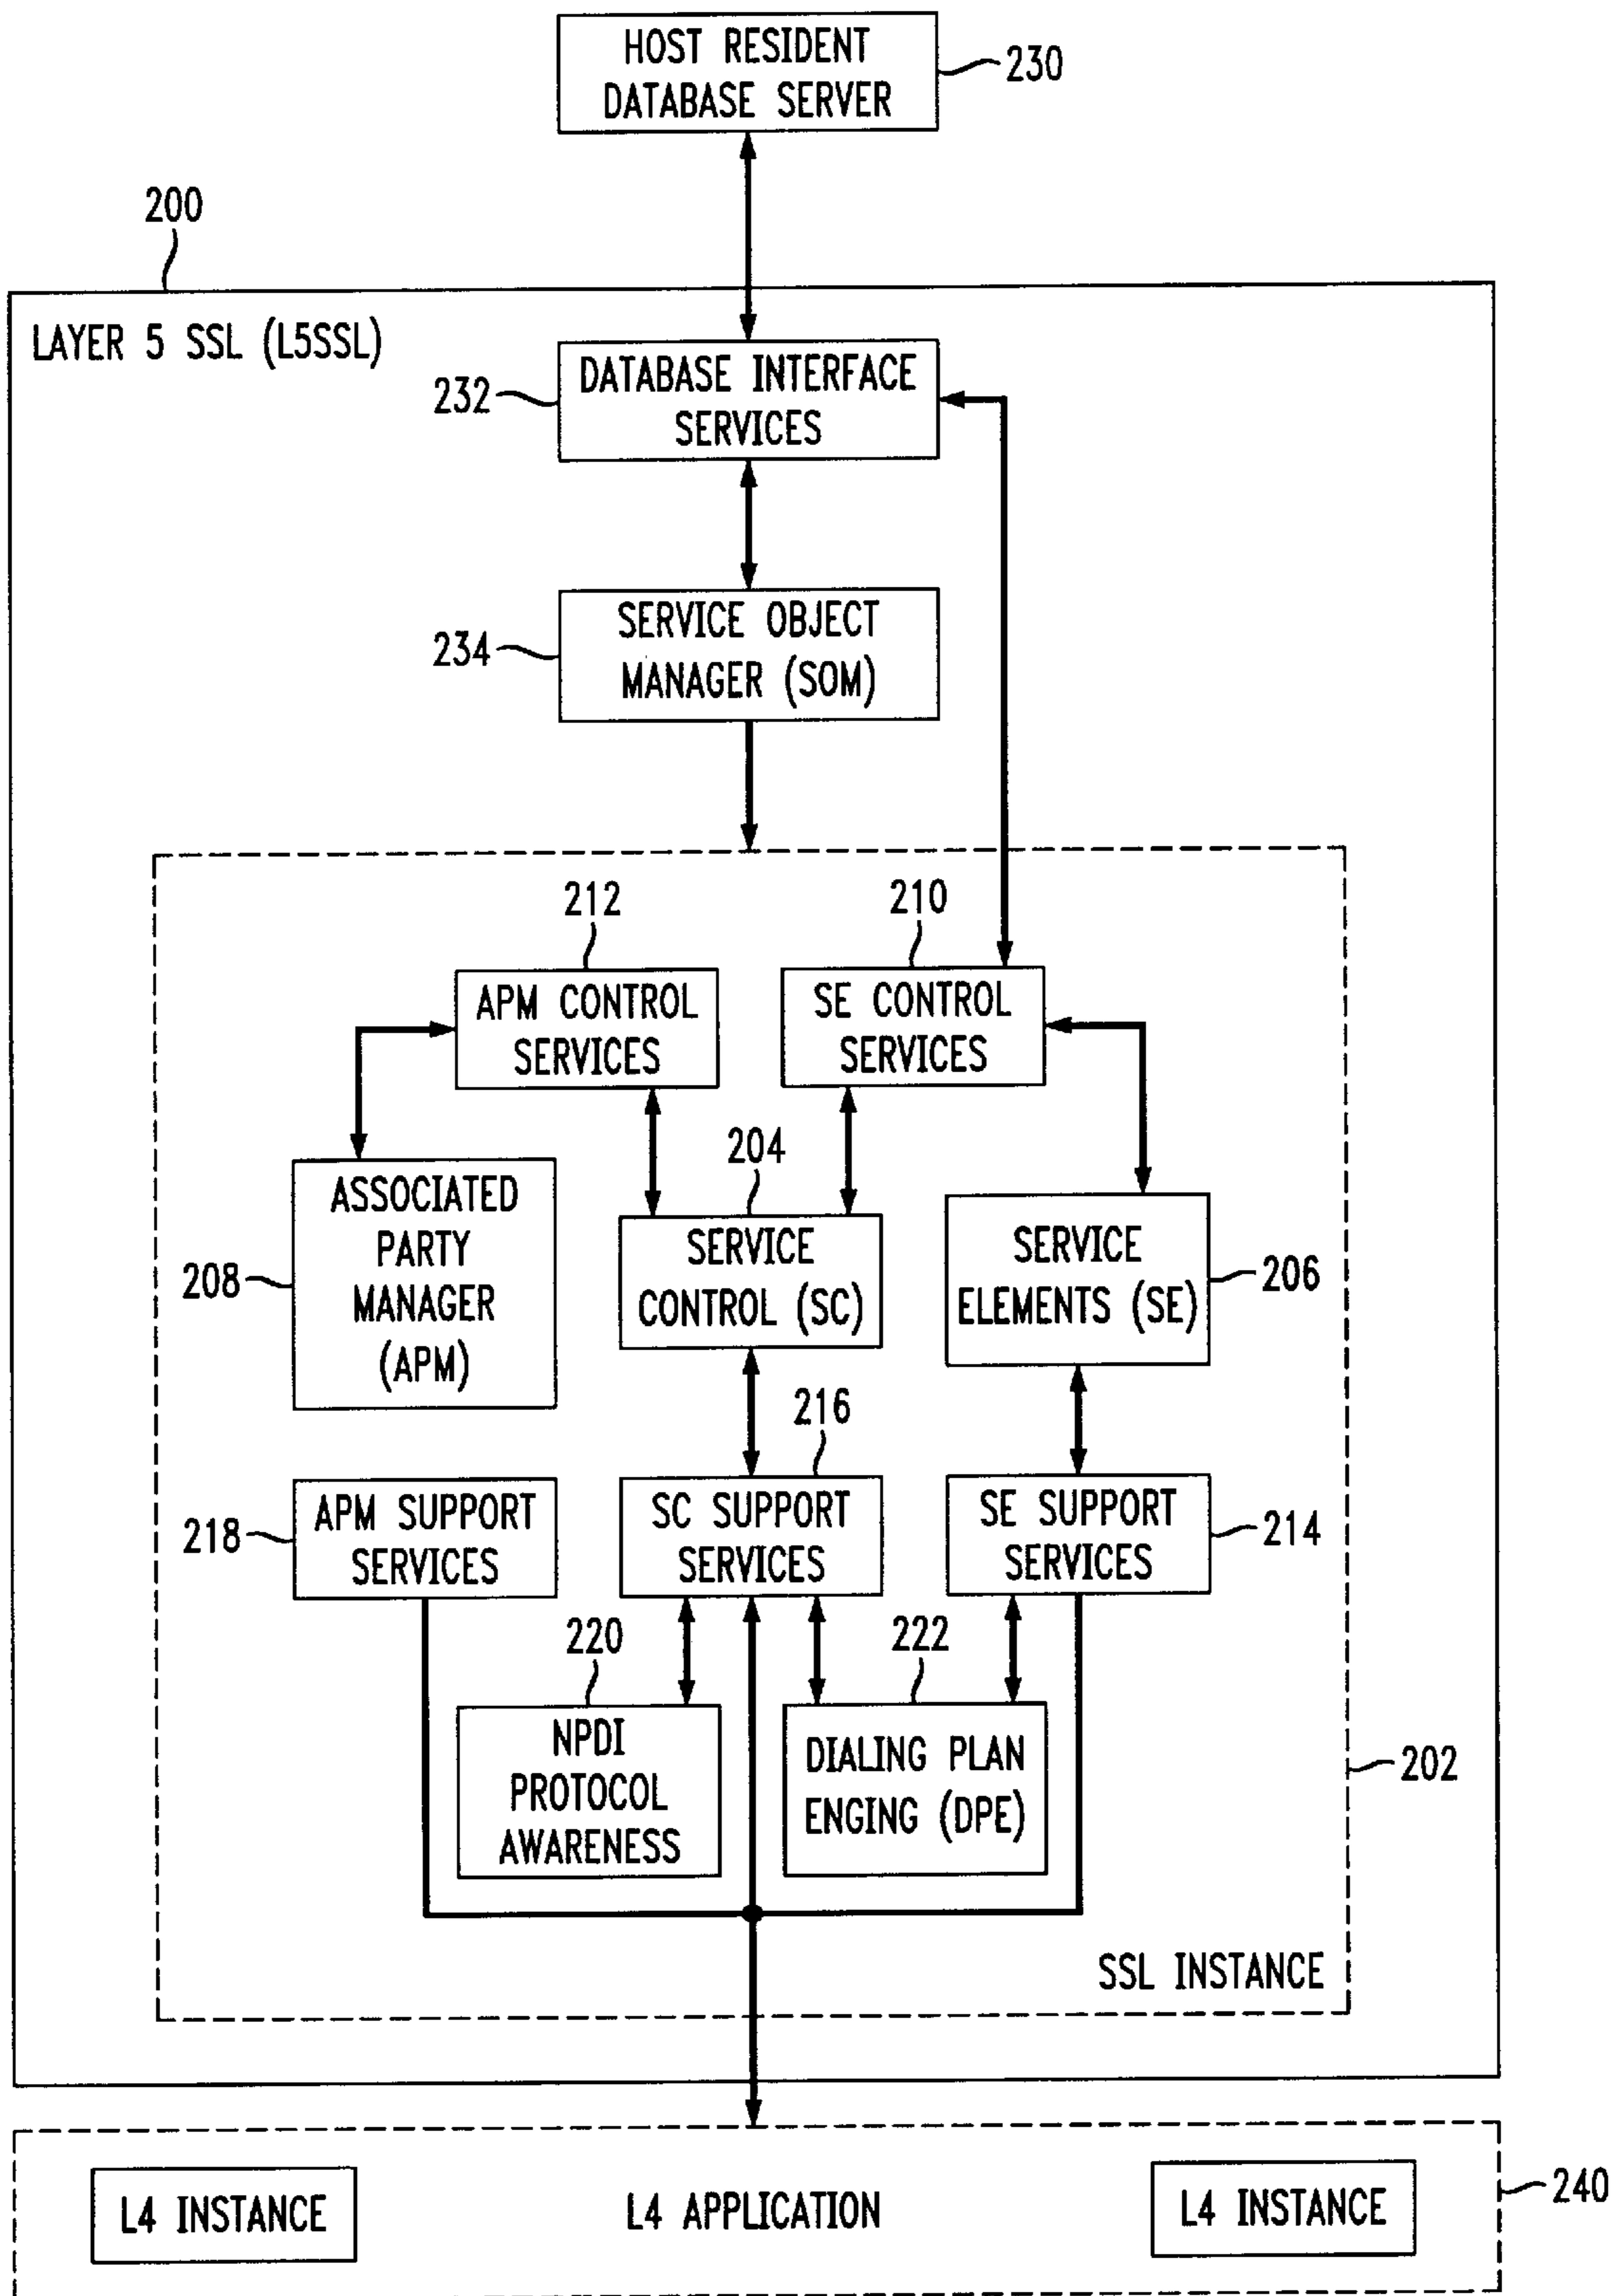 HOST RESIDENT
DATABASE SERVER
230
200
LAYER 5 SSL (L5SSL)
232
DATABASE INTERFACE
SERVICES
234
SERVICE OBJECT
MANAGER (SOM)
212
210
APM CONTROL
SERVICES
SE CONTROL
SERVICES
204
208
ASSOCIATED
PARTY
MANAGER
(APM)
SERVICE
CONTROL (SC)
SERVICE
ELEMENTS (SE)
206
216
218
APM SUPPORT
SERVICES
SC SUPPORT
SERVICES
SE SUPPORT
SERVICES
214
220
222
NPDI
PROTOCOL
AWARENESS
DIALING PLAN
ENGING (DPE)
202
SSL INSTANCE
L4 INSTANCE
L4 APPLICATION
L4 INSTANCE
240